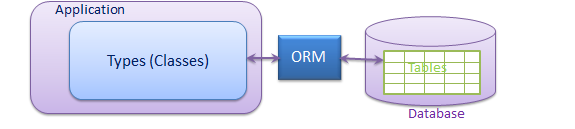 Application
Types (Classes)
ORM
Tables
Database